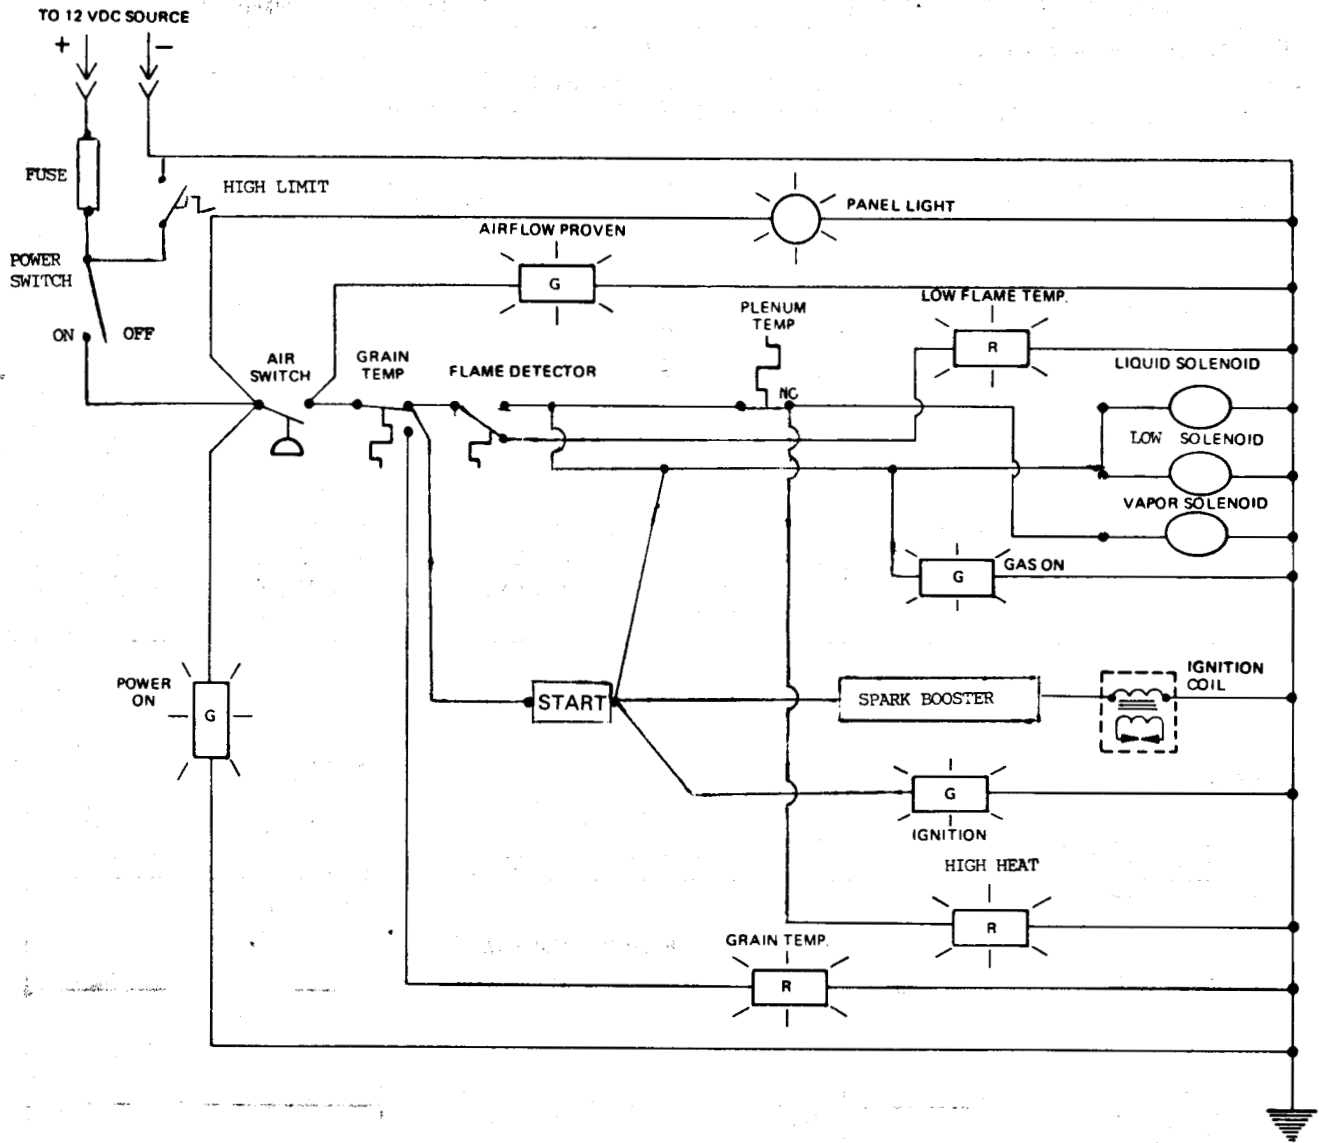 TO 12 VDC SOURCE
+ −
FUSE
HIGH LIMIT
PANEL LIGHT
AIRFLOW PROVEN
G
POWER
SWITCH
ON OFF
PLENUM
TEMP
LOW FLAME TEMP.
R
AIR
SWITCH
GRAIN
TEMP
FLAME DETECTOR
NC
LIQUID SOLENOID
LOW SOLENOID
VAPOR SOLENOID
G
GAS ON
POWER
ON
G
START
SPARK BOOSTER
IGNITION
COIL
G
IGNITION
HIGH HEAT
R
GRAIN TEMP.
R